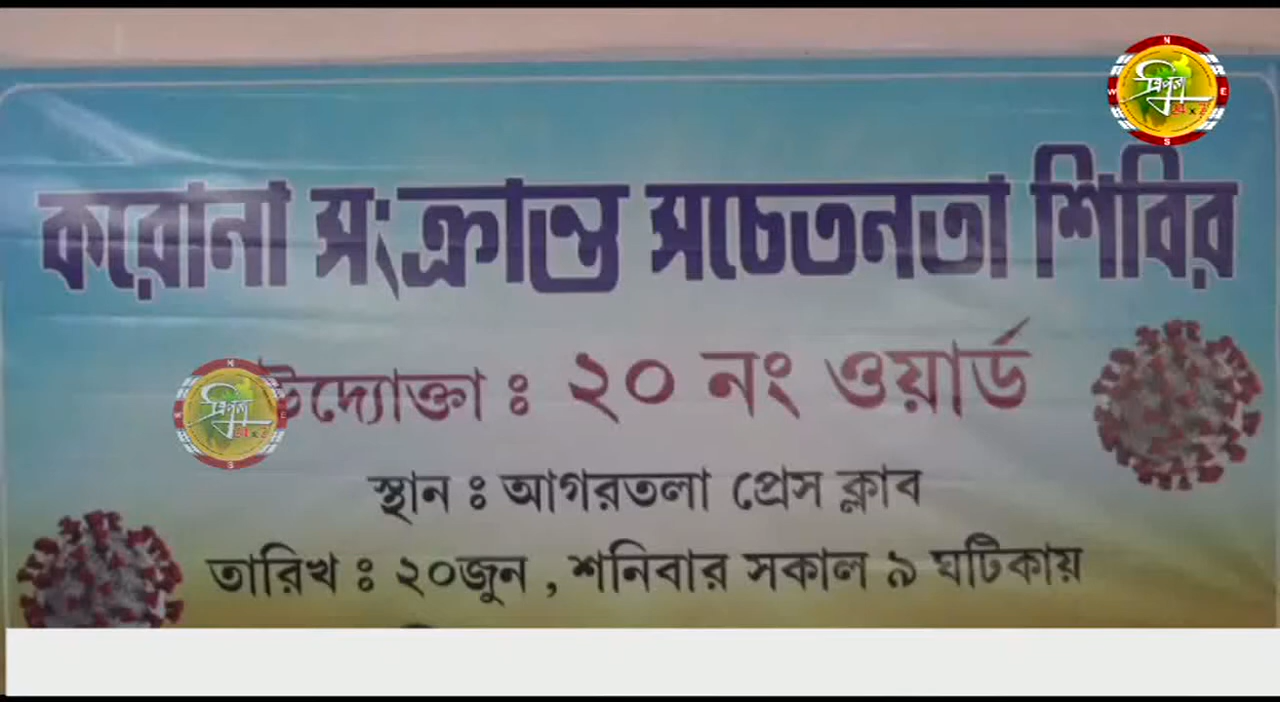 করোনা সংক্রান্ত সচেতনতা শিবির
উদ্যোক্তা ঃ ২০ নং ওয়ার্ড
স্থান ঃ আগরতলা প্রেস ক্লাব
তারিখ ঃ ২০জুন , শনিবার সকাল ৯ ঘটিকায়